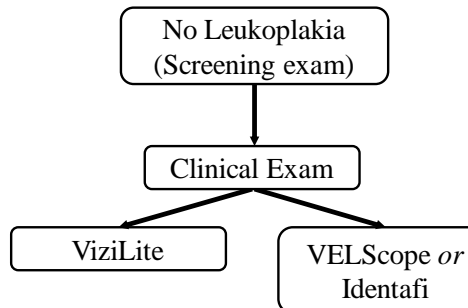 No Leukoplakia
(Screening exam)
Clinical Exam
ViziLite
VELScope or
Identafi